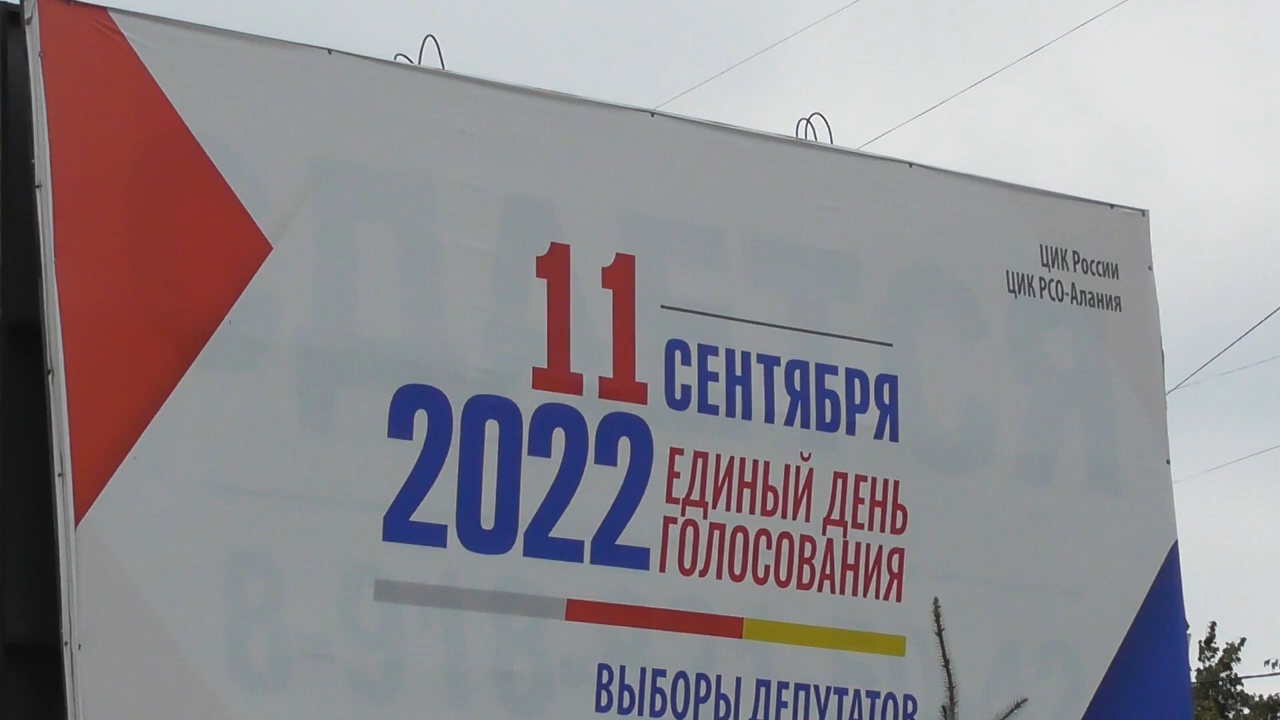 ЦИК России
ЦИК РСО-Алания
11 СЕНТЯБРЯ
2022 ЕДИНЫЙ ДЕНЬ
ГОЛОСОВАНИЯ
ВЫБОРЫ ДЕПУТАТОВ